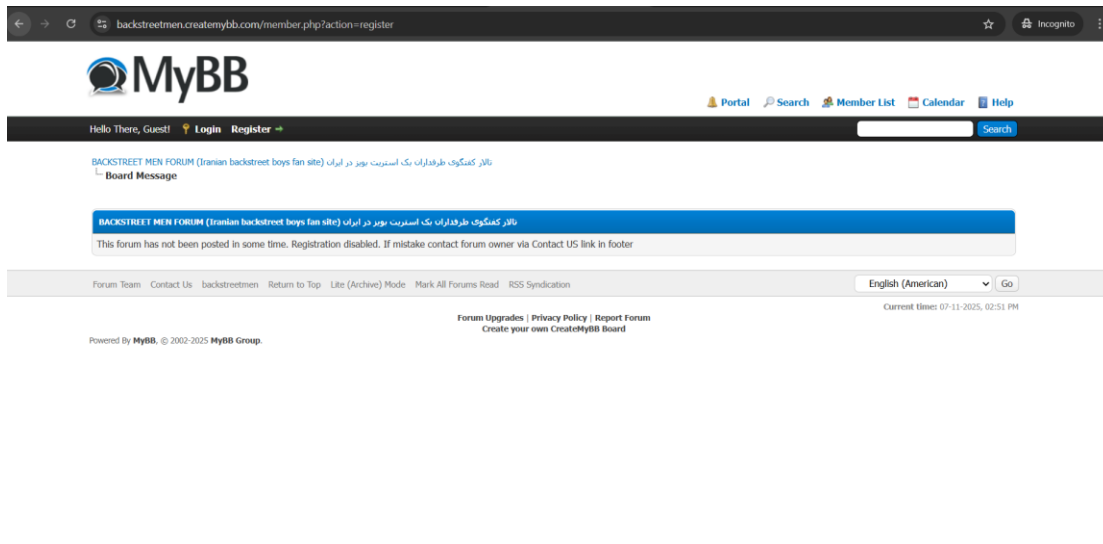 backstreetmen.createmybb.com/member.php?action=register
Incognito
MyBB
Portal Search Member List Calendar Help
Hello There, Guest! Login Register
Search
BACKSTREET MEN FORUM (Iranian backstreet boys fan site) تالار گفتگوی طرفداران بک استریت بویز در ایران
Board Message
BACKSTREET MEN FORUM (Iranian backstreet boys fan site) تالار گفتگوی طرفداران بک استریت بویز در ایران
This forum has not been posted in some time. Registration disabled. If mistake contact forum owner via Contact US link in footer
Forum Team Contact Us backstreetmen Return to Top Lite (Archive) Mode Mark All Forums Read RSS Syndication
English (American) Go
Current time: 07-11-2025, 02:51 PM
Forum Upgrades | Privacy Policy | Report Forum
Create your own CreateMyBB Board
Powered By MyBB, © 2002-2025 MyBB Group.